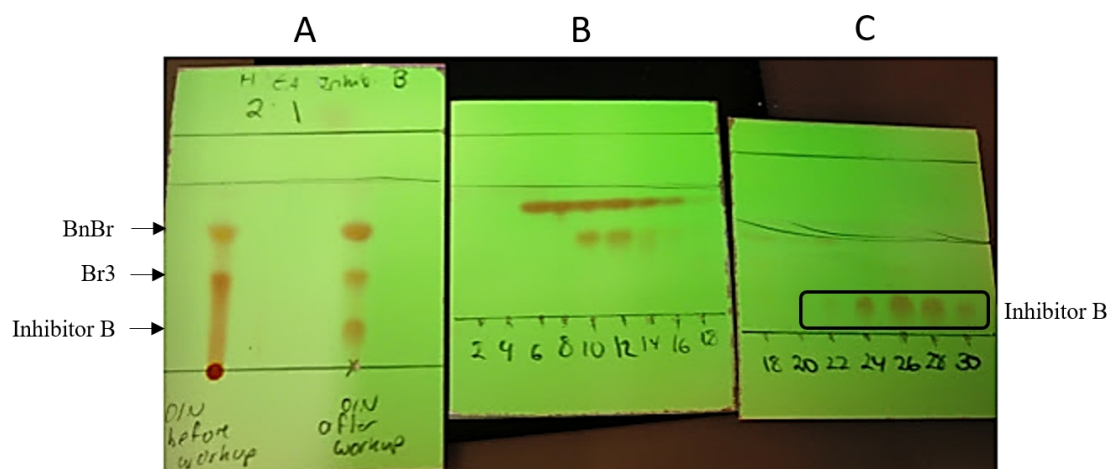 A B C
H EA Inhib. B
2 1
BnBr
Br3
Inhibitor B
O/N before workup
O/N after workup
2 4 6 8 10 12 14 16 18
18 20 22 24 26 28 30
Inhibitor B